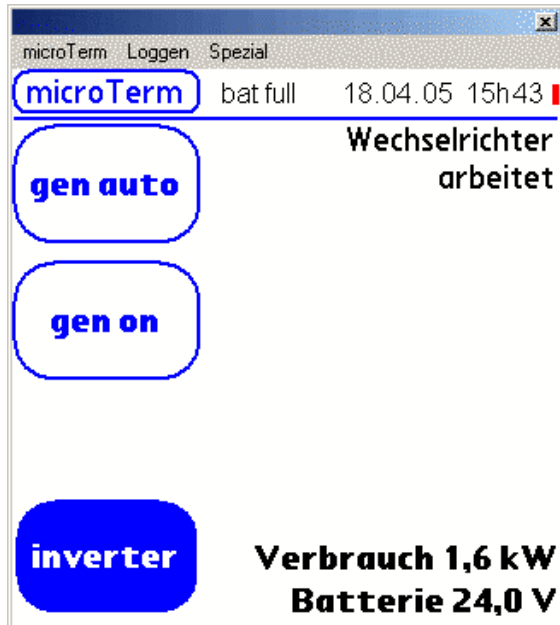 microTerm Loggen Spezial
microTerm bat full 18.04.05 15h43
Wechselrichter
arbeitet
gen auto
gen on
inverter
Verbrauch 1,6 kW
Batterie 24,0 V